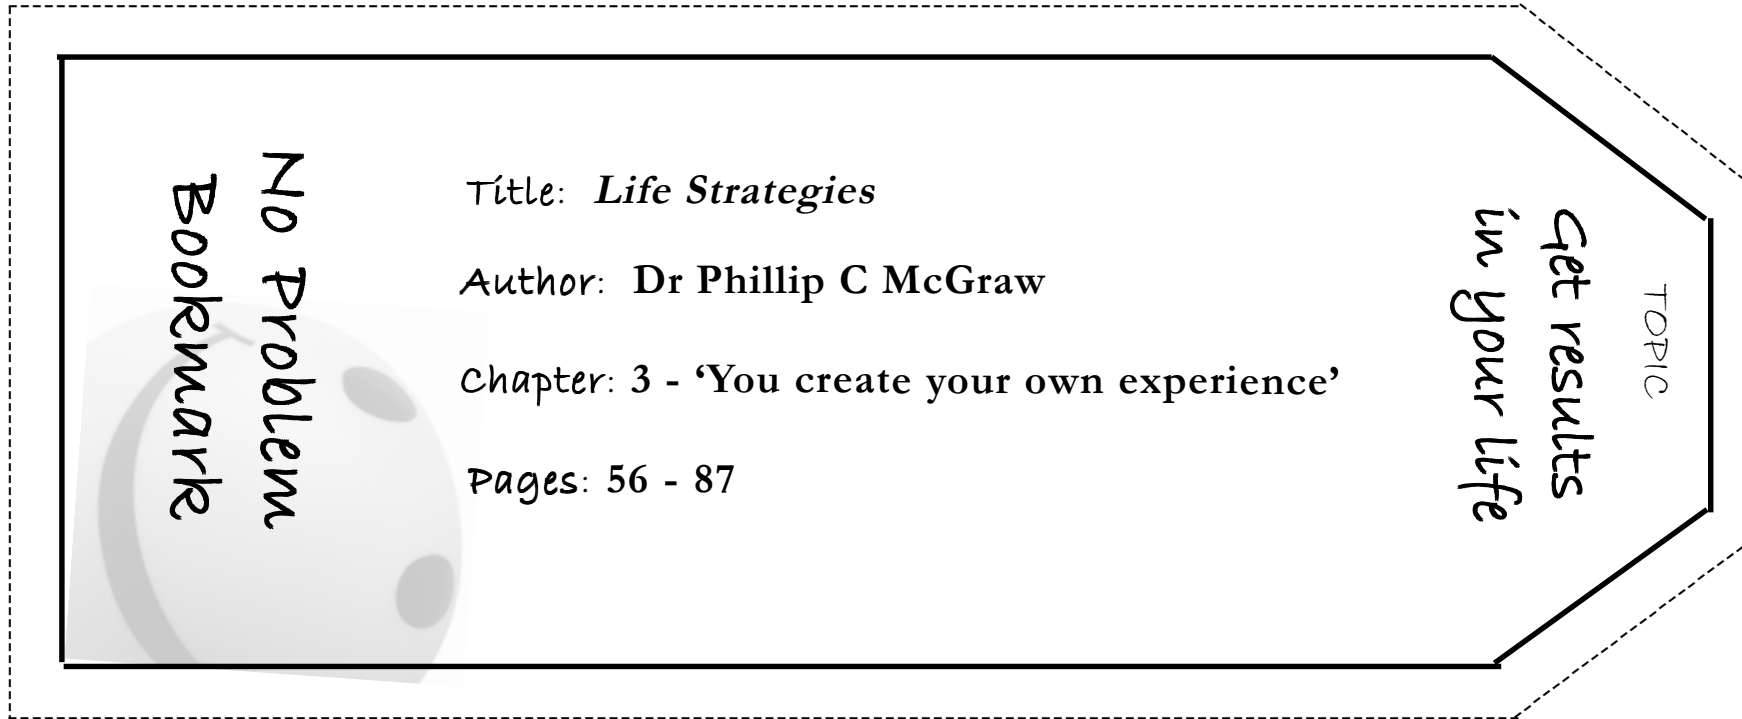 No Problem
Bookmark
Title: Life Strategies
Author: Dr Phillip C McGraw
Chapter: 3 - ‘You create your own experience’
Pages: 56 - 87
TOPIC
Get results
in your life